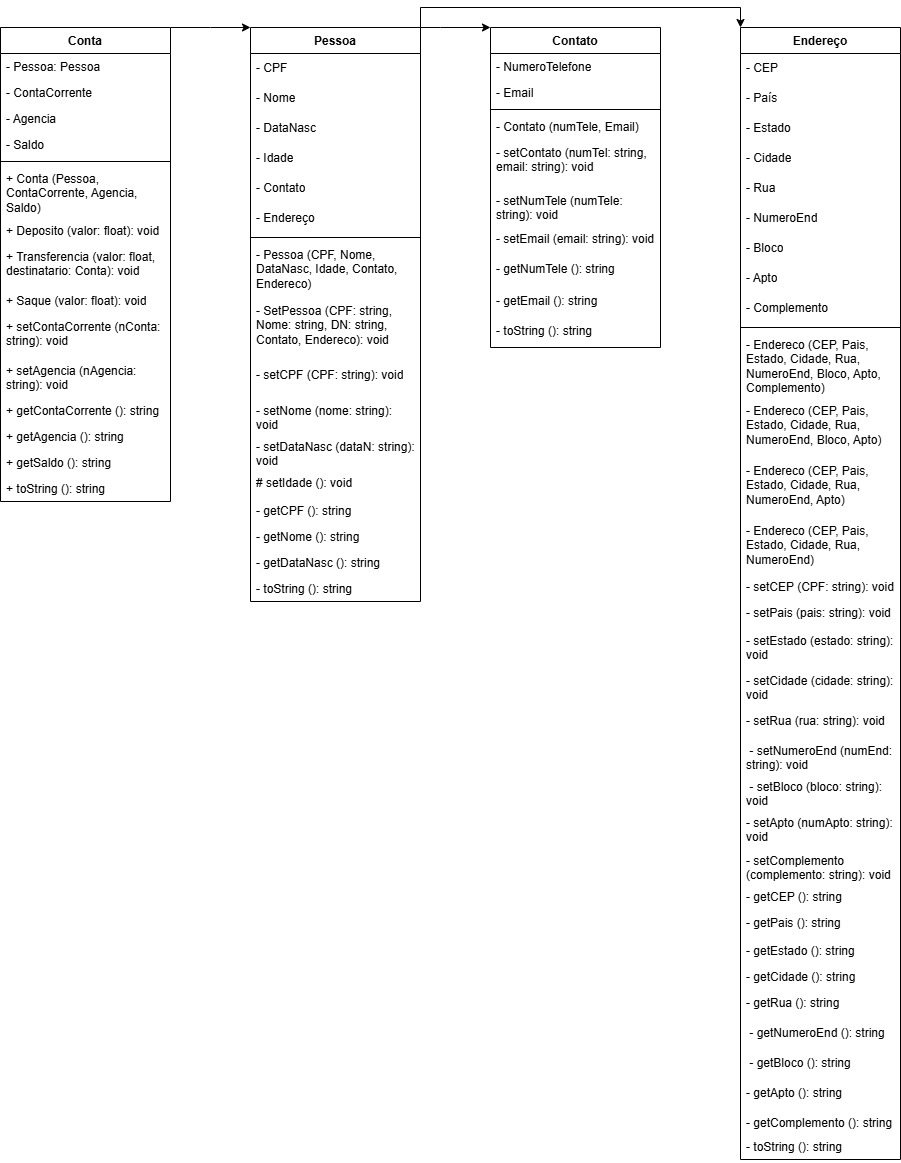 Conta
- Pessoa: Pessoa
- ContaCorrente
- Agencia
- Saldo
+ Conta (Pessoa,
ContaCorrente, Agencia,
Saldo)
+ Deposito (valor: float): void
+ Transferencia (valor: float,
destinatario: Conta): void
+ Saque (valor: float): void
+ setContaCorrente (nConta:
string): void
+ setAgencia (nAgencia:
string): void
+ getContaCorrente (): string
+ getAgencia (): string
+ getSaldo (): string
+ toString (): string
Pessoa
- CPF
- Nome
- DataNasc
- Idade
- Contato
- Endereço
- Pessoa (CPF, Nome,
DataNasc, Idade, Contato,
Endereco)
- SetPessoa (CPF: string,
Nome: string, DN: string,
Contato, Endereco): void
- setCPF (CPF: string): void
- setNome (nome: string):
void
- setDataNasc (dataN: string):
void
# setIdade (): void
- getCPF (): string
- getNome (): string
- getDataNasc (): string
- toString (): string
Contato
- NumeroTelefone
- Email
- Contato (numTele, Email)
- setContato (numTel: string,
email: string): void
- setNumTele (numTele:
string): void
- setEmail (email: string): void
- getNumTele (): string
- getEmail (): string
- toString (): string
Endereço
- CEP
- País
- Estado
- Cidade
- Rua
- NumeroEnd
- Bloco
- Apto
- Complemento
- Endereco (CEP, Pais,
Estado, Cidade, Rua,
NumeroEnd, Bloco, Apto,
Complemento)
- Endereco (CEP, Pais,
Estado, Cidade, Rua,
NumeroEnd, Bloco, Apto)
- Endereco (CEP, Pais,
Estado, Cidade, Rua,
NumeroEnd, Apto)
- Endereco (CEP, Pais,
Estado, Cidade, Rua,
NumeroEnd)
- setCEP (CPF: string): void
- setPais (pais: string): void
- setEstado (estado: string):
void
- setCidade (cidade: string):
void
- setRua (rua: string): void
- setNumeroEnd (numEnd:
string): void
- setBloco (bloco: string):
void
- setApto (numApto: string):
void
- setComplemento
(complemento: string): void
- getCEP (): string
- getPais (): string
- getEstado (): string
- getCidade (): string
- getRua (): string
- getNumeroEnd (): string
- getBloco (): string
- getApto (): string
- getComplemento (): string
- toString (): string